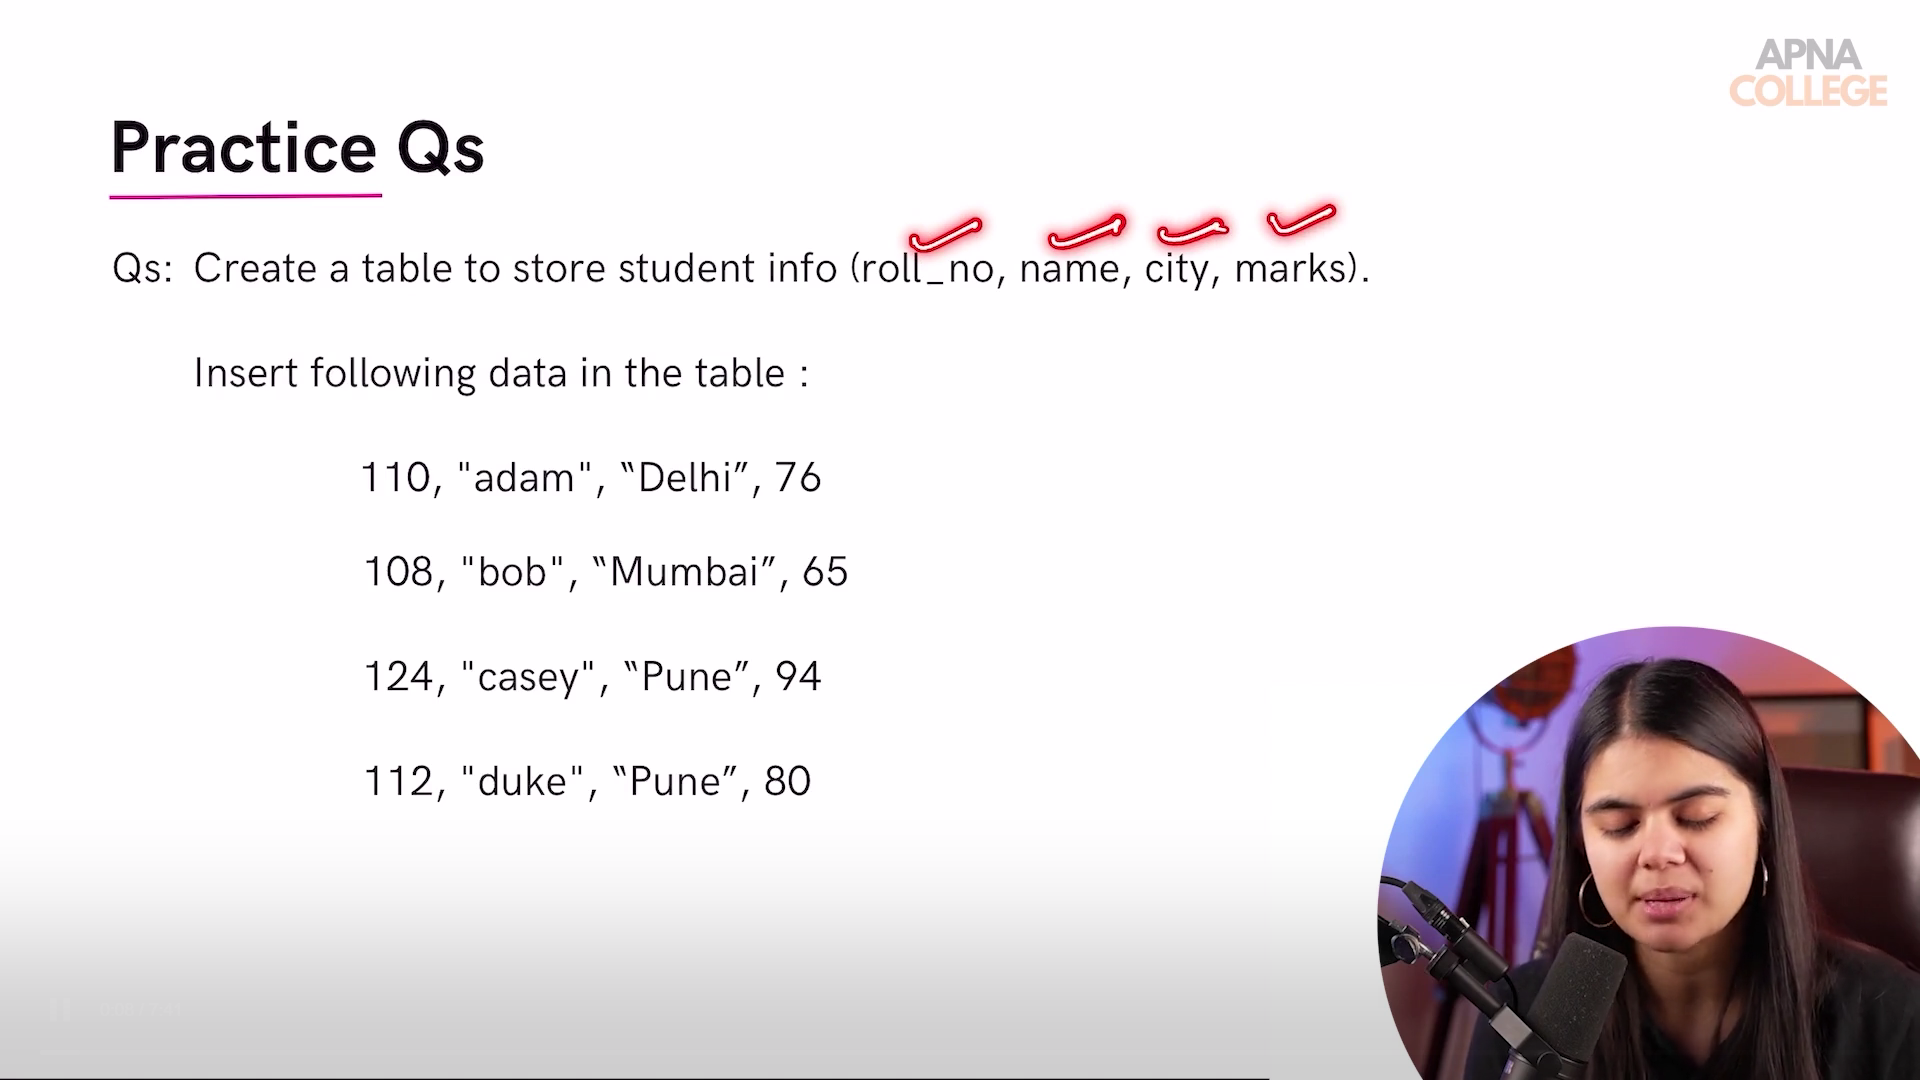 APNA
COLLEGE
Practice Qs
Qs: Create a table to store student info (roll_no, name, city, marks).
Insert following data in the table :
110, "adam", “Delhi”, 76
108, "bob", “Mumbai”, 65
124, "casey", “Pune”, 94
112, "duke", “Pune”, 80